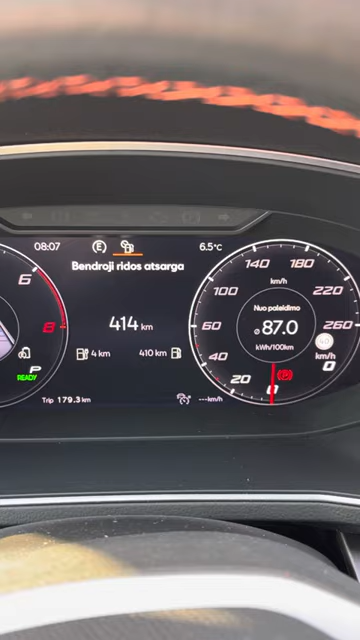 08:07 E 6.5°C
Bendroji ridos atsarga
414 km
4 km 410 km
P
READY
Trip 179.3 km ---km/h
6
8
140 180
km/h
100 220
Nuo paleidimo
60 ⌀87.0 260
kWh/100km
40
40
km/h
0
20 0